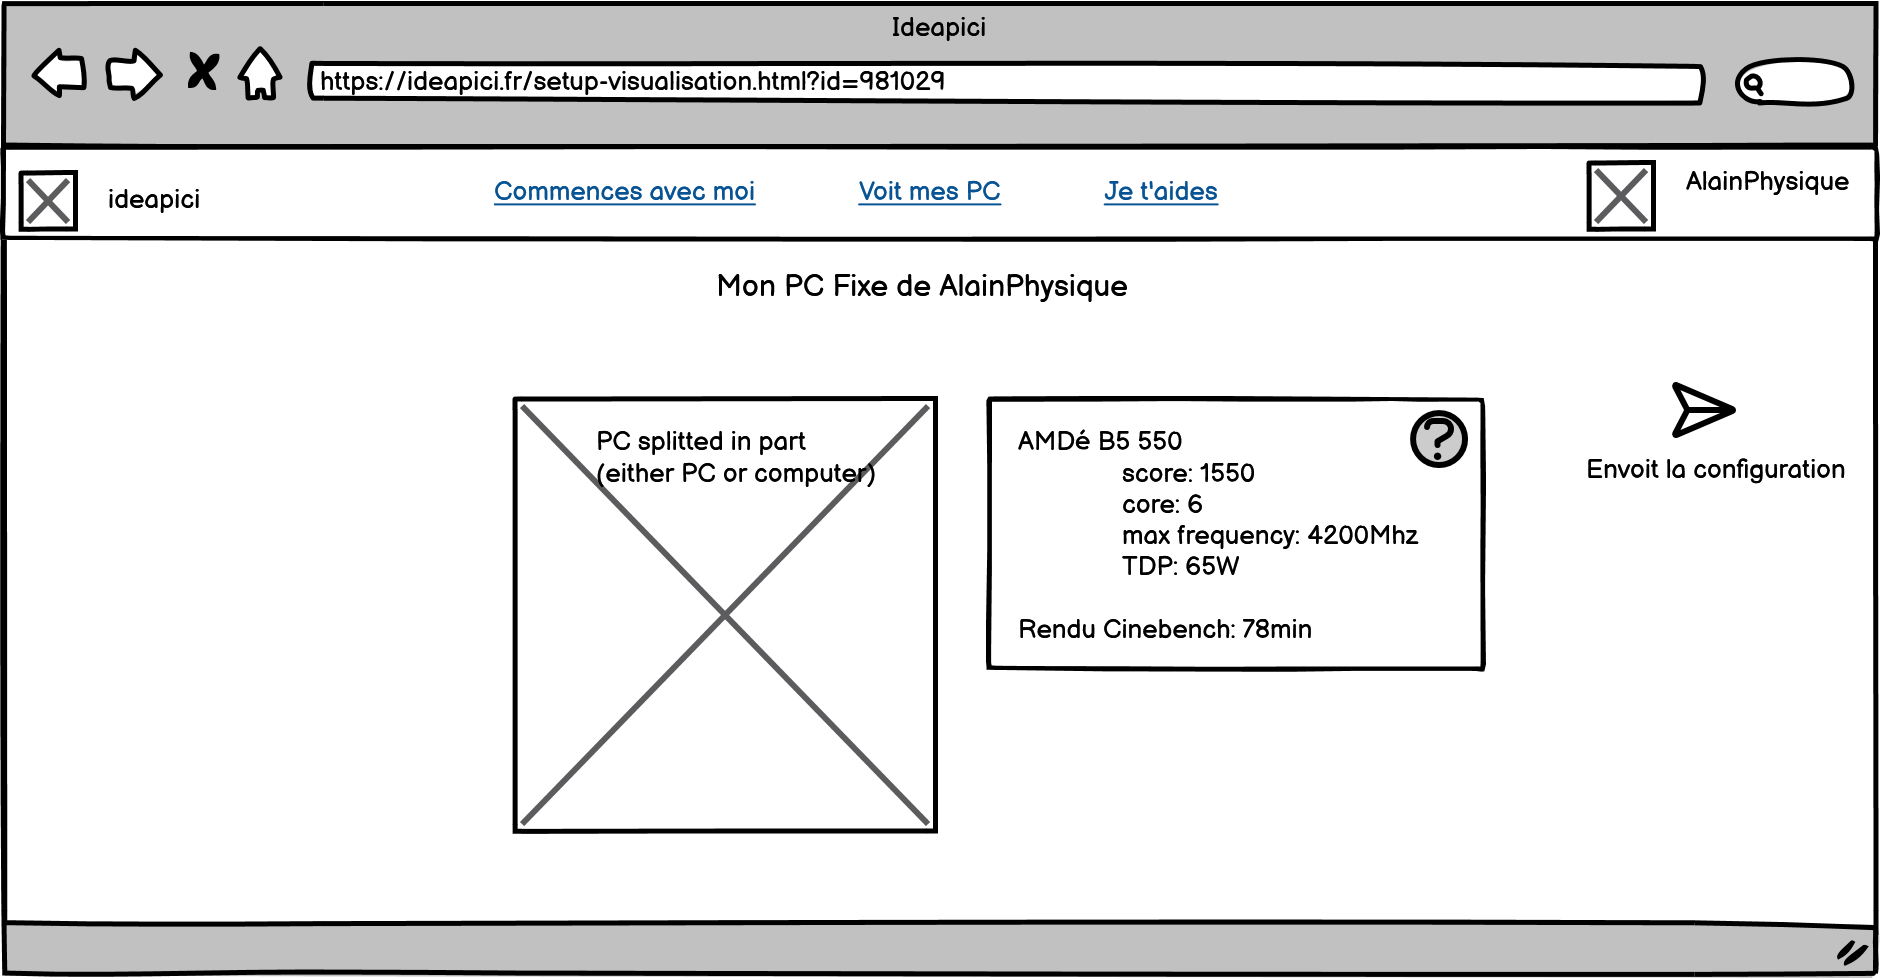 Ideapici
https://ideapici.fr/setup-visualisation.html?id=981029
ideapici
Commences avec moi
Voit mes PC
Je t'aides
AlainPhysique
Mon PC Fixe de AlainPhysique
PC splitted in part
(either PC or computer)
AMDé B5 550
score: 1550
core: 6
max frequency: 4200Mhz
TDP: 65W
Rendu Cinebench: 78min
?
Envoit la configuration